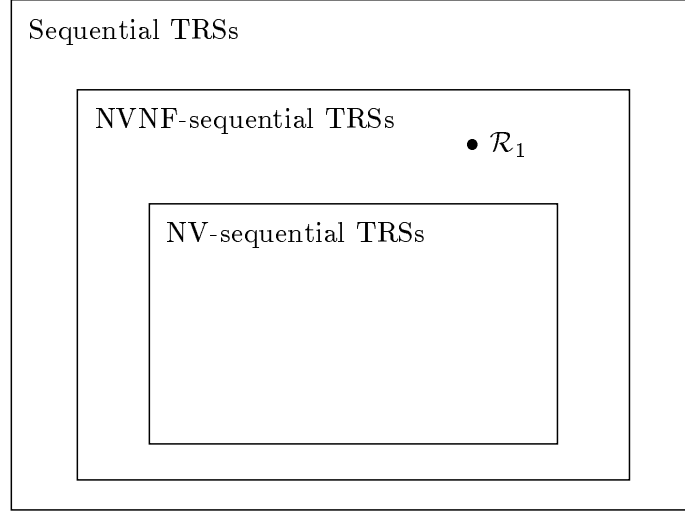 Sequential TRSs
NVNF-sequential TRSs
• ℛ₁
NV-sequential TRSs